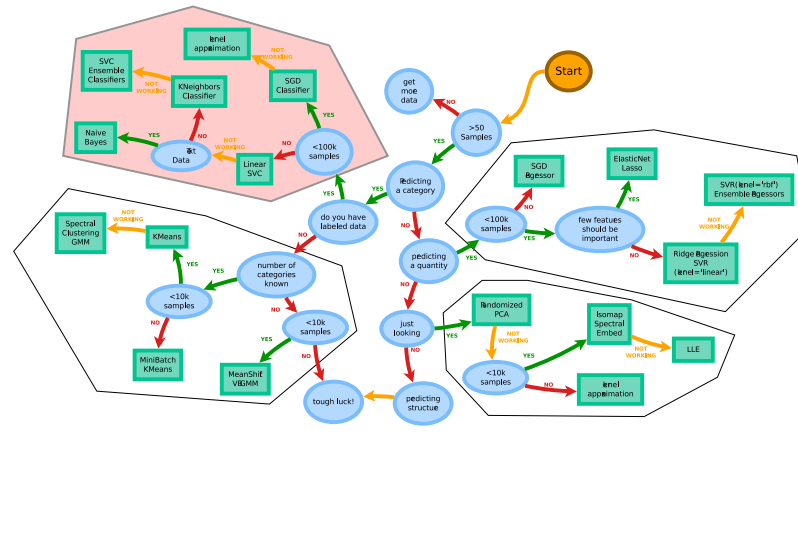 kernel
approximation
NOT
WORKING
SVC
Ensemble
Classifiers
NOT
WORKING
KNeighbors
Classifier
SGD
Classifier
YES
Naive
Bayes
YES
NO
Text
Data
NOT
WORKING
Linear
SVC
NO
<100k
samples
Start
get
more
data
NO
>50
Samples
YES
Predicting
a category
YES
NO
do you have
labeled data
YES
NO
predicting
a quantity
YES
NO
SGD
Regressor
NO
<100k
samples
YES
ElasticNet
Lasso
YES
few features
should be
important
NO
SVR(kernel='rbf')
Ensemble Regressors
NOT
WORKING
Ridge Regression
SVR
(kernel='linear')
Spectral
Clustering
GMM
NOT
WORKING
KMeans
YES
number of
categories
known
YES
NO
<10k
samples
NO
MiniBatch
KMeans
<10k
samples
YES
NO
MeanShift
VBGMM
tough luck!
just
looking
YES
NO
predicting
structure
Randomized
PCA
NOT
WORKING
<10k
samples
YES
NO
Isomap
Spectral
Embed
NOT
WORKING
LLE
kernel
approximation